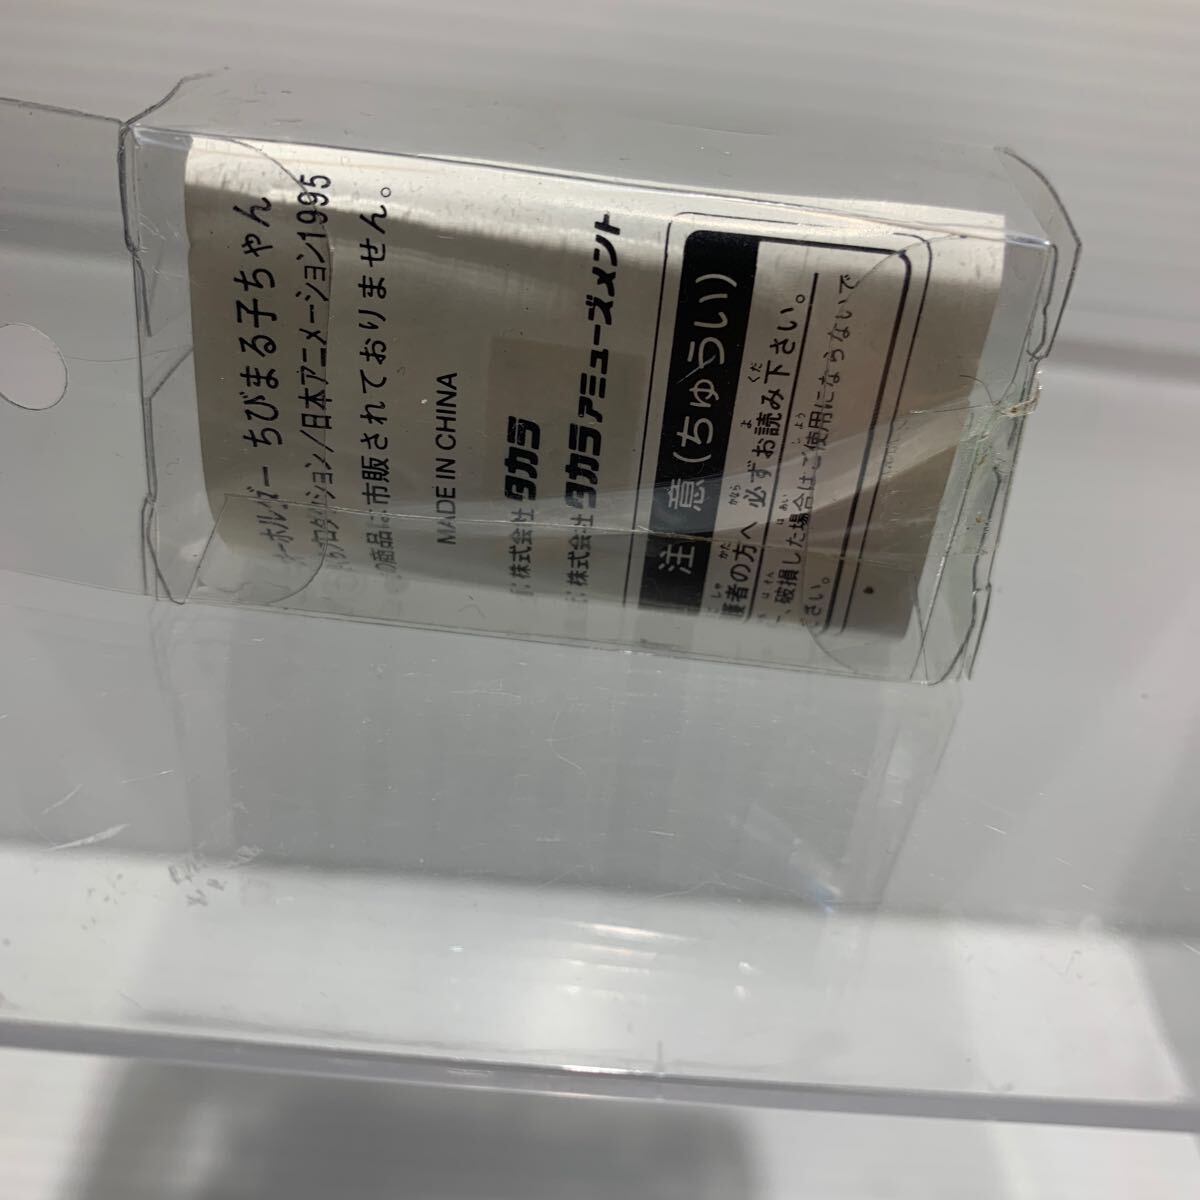 ーホルダー ちびまる子ちゃん
プロダクション/日本アニメーション1995
の商品は市販されておりません。
MADE IN CHINA
株式会社タカラ
株式会社タカラアミューズメント
注 意(ちゅうい)
護者の方へ 必ずお読み下さい。
、破損した場合はご使用にならないで
ださい。